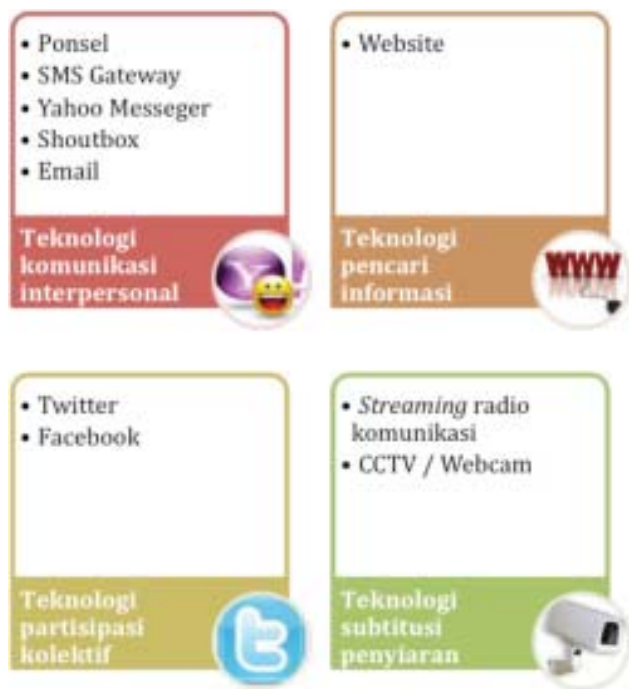 • Ponsel
• SMS Gateway
• Yahoo Messeger
• Shoutbox
• Email
Teknologi
komunikasi
interpersonal
• Website
Teknologi
pencari
informasi
WWW
• Twitter
• Facebook
Teknologi
partisipasi
kolektif
• Streaming radio
komunikasi
• CCTV / Webcam
Teknologi
subtitusi
penyiaran